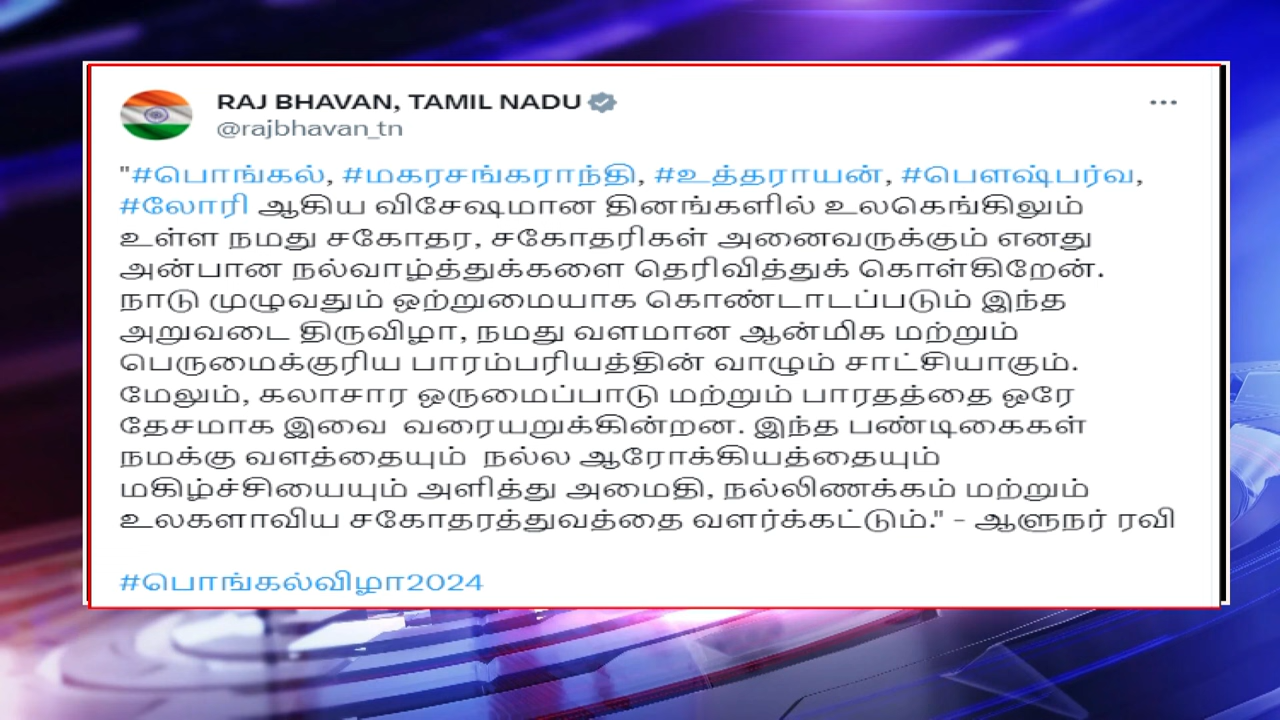 RAJ BHAVAN, TAMIL NADU
@rajbhavan_tn
"#பொங்கல், #மகரசங்கராந்தி, #உத்தராயன், #பௌஷ்பர்வ,
#லோரி ஆகிய விசேஷமான தினங்களில் உலகெங்கிலும்
உள்ள நமது சகோதர, சகோதரிகள் அனைவருக்கும் எனது
அன்பான நல்வாழ்த்துக்களை தெரிவித்துக் கொள்கிறேன்.
நாடு முழுவதும் ஒற்றுமையாக கொண்டாடப்படும் இந்த
அறுவடை திருவிழா, நமது வளமான ஆன்மிக மற்றும்
பெருமைக்குரிய பாரம்பரியத்தின் வாழும் சாட்சியாகும்.
மேலும், கலாசார ஒருமைப்பாடு மற்றும் பாரதத்தை ஒரே
தேசமாக இவை வரையறுக்கின்றன. இந்த பண்டிகைகள்
நமக்கு வளத்தையும் நல்ல ஆரோக்கியத்தையும்
மகிழ்ச்சியையும் அளித்து அமைதி, நல்லிணக்கம் மற்றும்
உலகளாவிய சகோதரத்துவத்தை வளர்க்கட்டும்." - ஆளுநர் ரவி
#பொங்கல்விழா2024